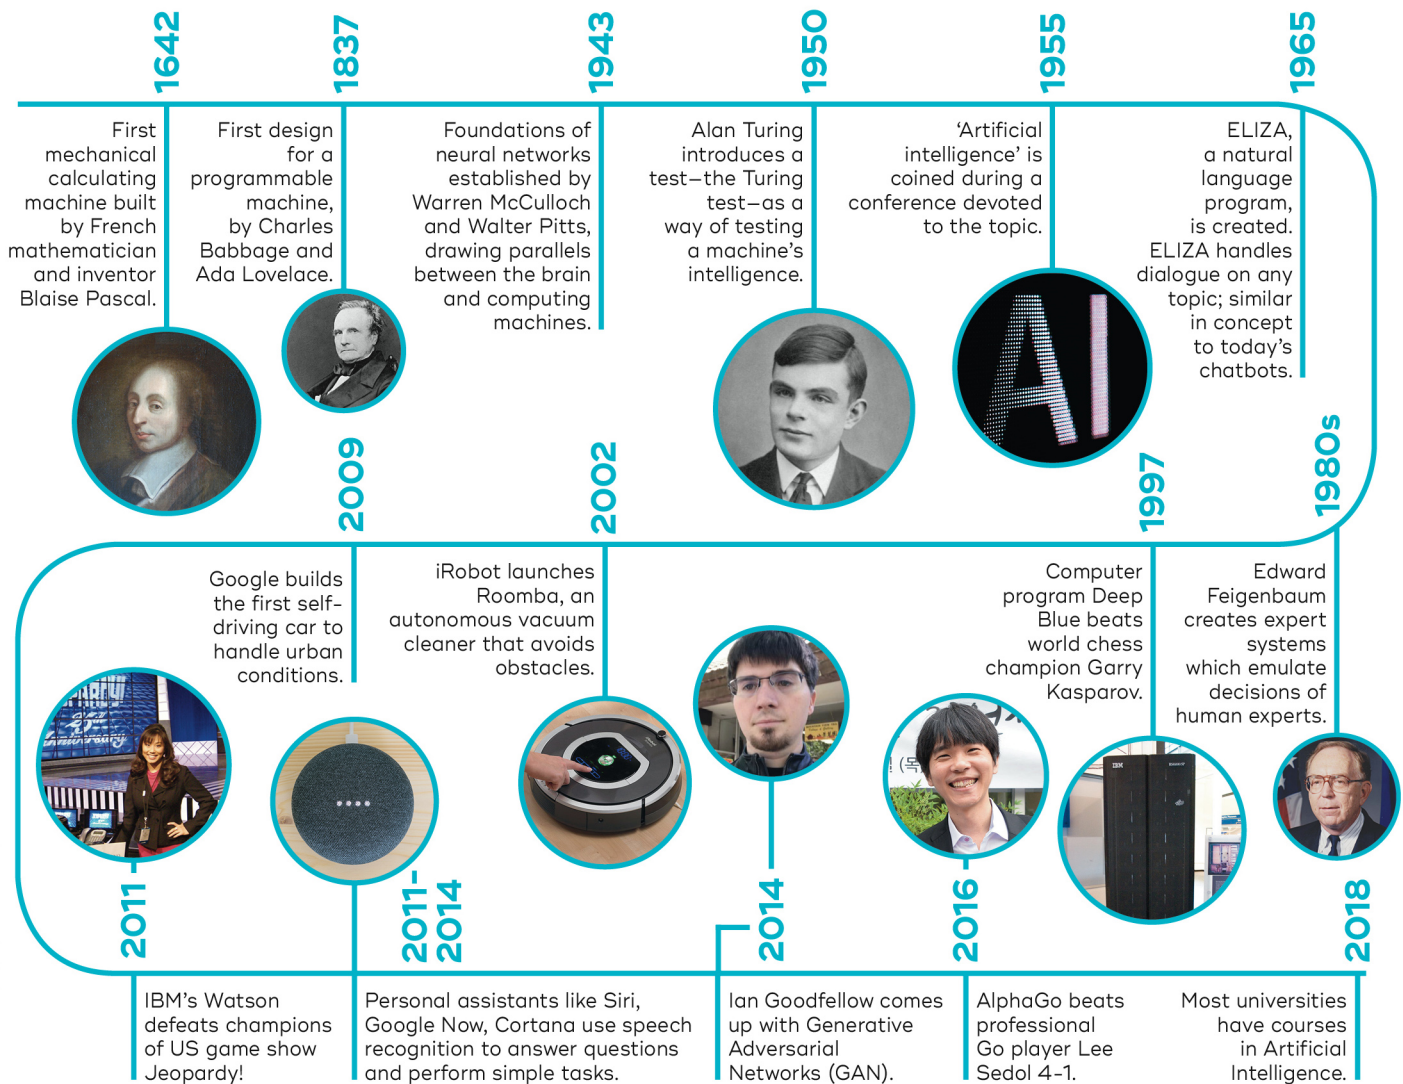 1642
First
mechanical
calculating
machine built
by French
mathematician
and inventor
Blaise Pascal.
1837
First design
for a
programmable
machine,
by Charles
Babbage and
Ada Lovelace.
1943
Foundations of
neural networks
established by
Warren McCulloch
and Walter Pitts,
drawing parallels
between the brain
and computing
machines.
1950
Alan Turing
introduces a
test—the Turing
test—as a
way of testing
a machine's
intelligence.
1955
‘Artificial
intelligence’ is
coined during a
conference devoted
to the topic.
AI
1965
ELIZA,
a natural
language
program,
is created.
ELIZA handles
dialogue on any
topic; similar
in concept
to today’s
chatbots.
1980s
Edward
Feigenbaum
creates expert
systems
which emulate
decisions of
human experts.
1997
Computer
program Deep
Blue beats
world chess
champion Garry
Kasparov.
IBM
2002
iRobot launches
Roomba, an
autonomous vacuum
cleaner that avoids
obstacles.
2009
Google builds
the first self-
driving car to
handle urban
conditions.
2011
IBM’s Watson
defeats champions
of US game show
Jeopardy!
2011-
2014
Personal assistants like Siri,
Google Now, Cortana use speech
recognition to answer questions
and perform simple tasks.
2014
Ian Goodfellow comes
up with Generative
Adversarial
Networks (GAN).
2016
AlphaGo beats
professional
Go player Lee
Sedol 4-1.
2018
Most universities
have courses
in Artificial
Intelligence.